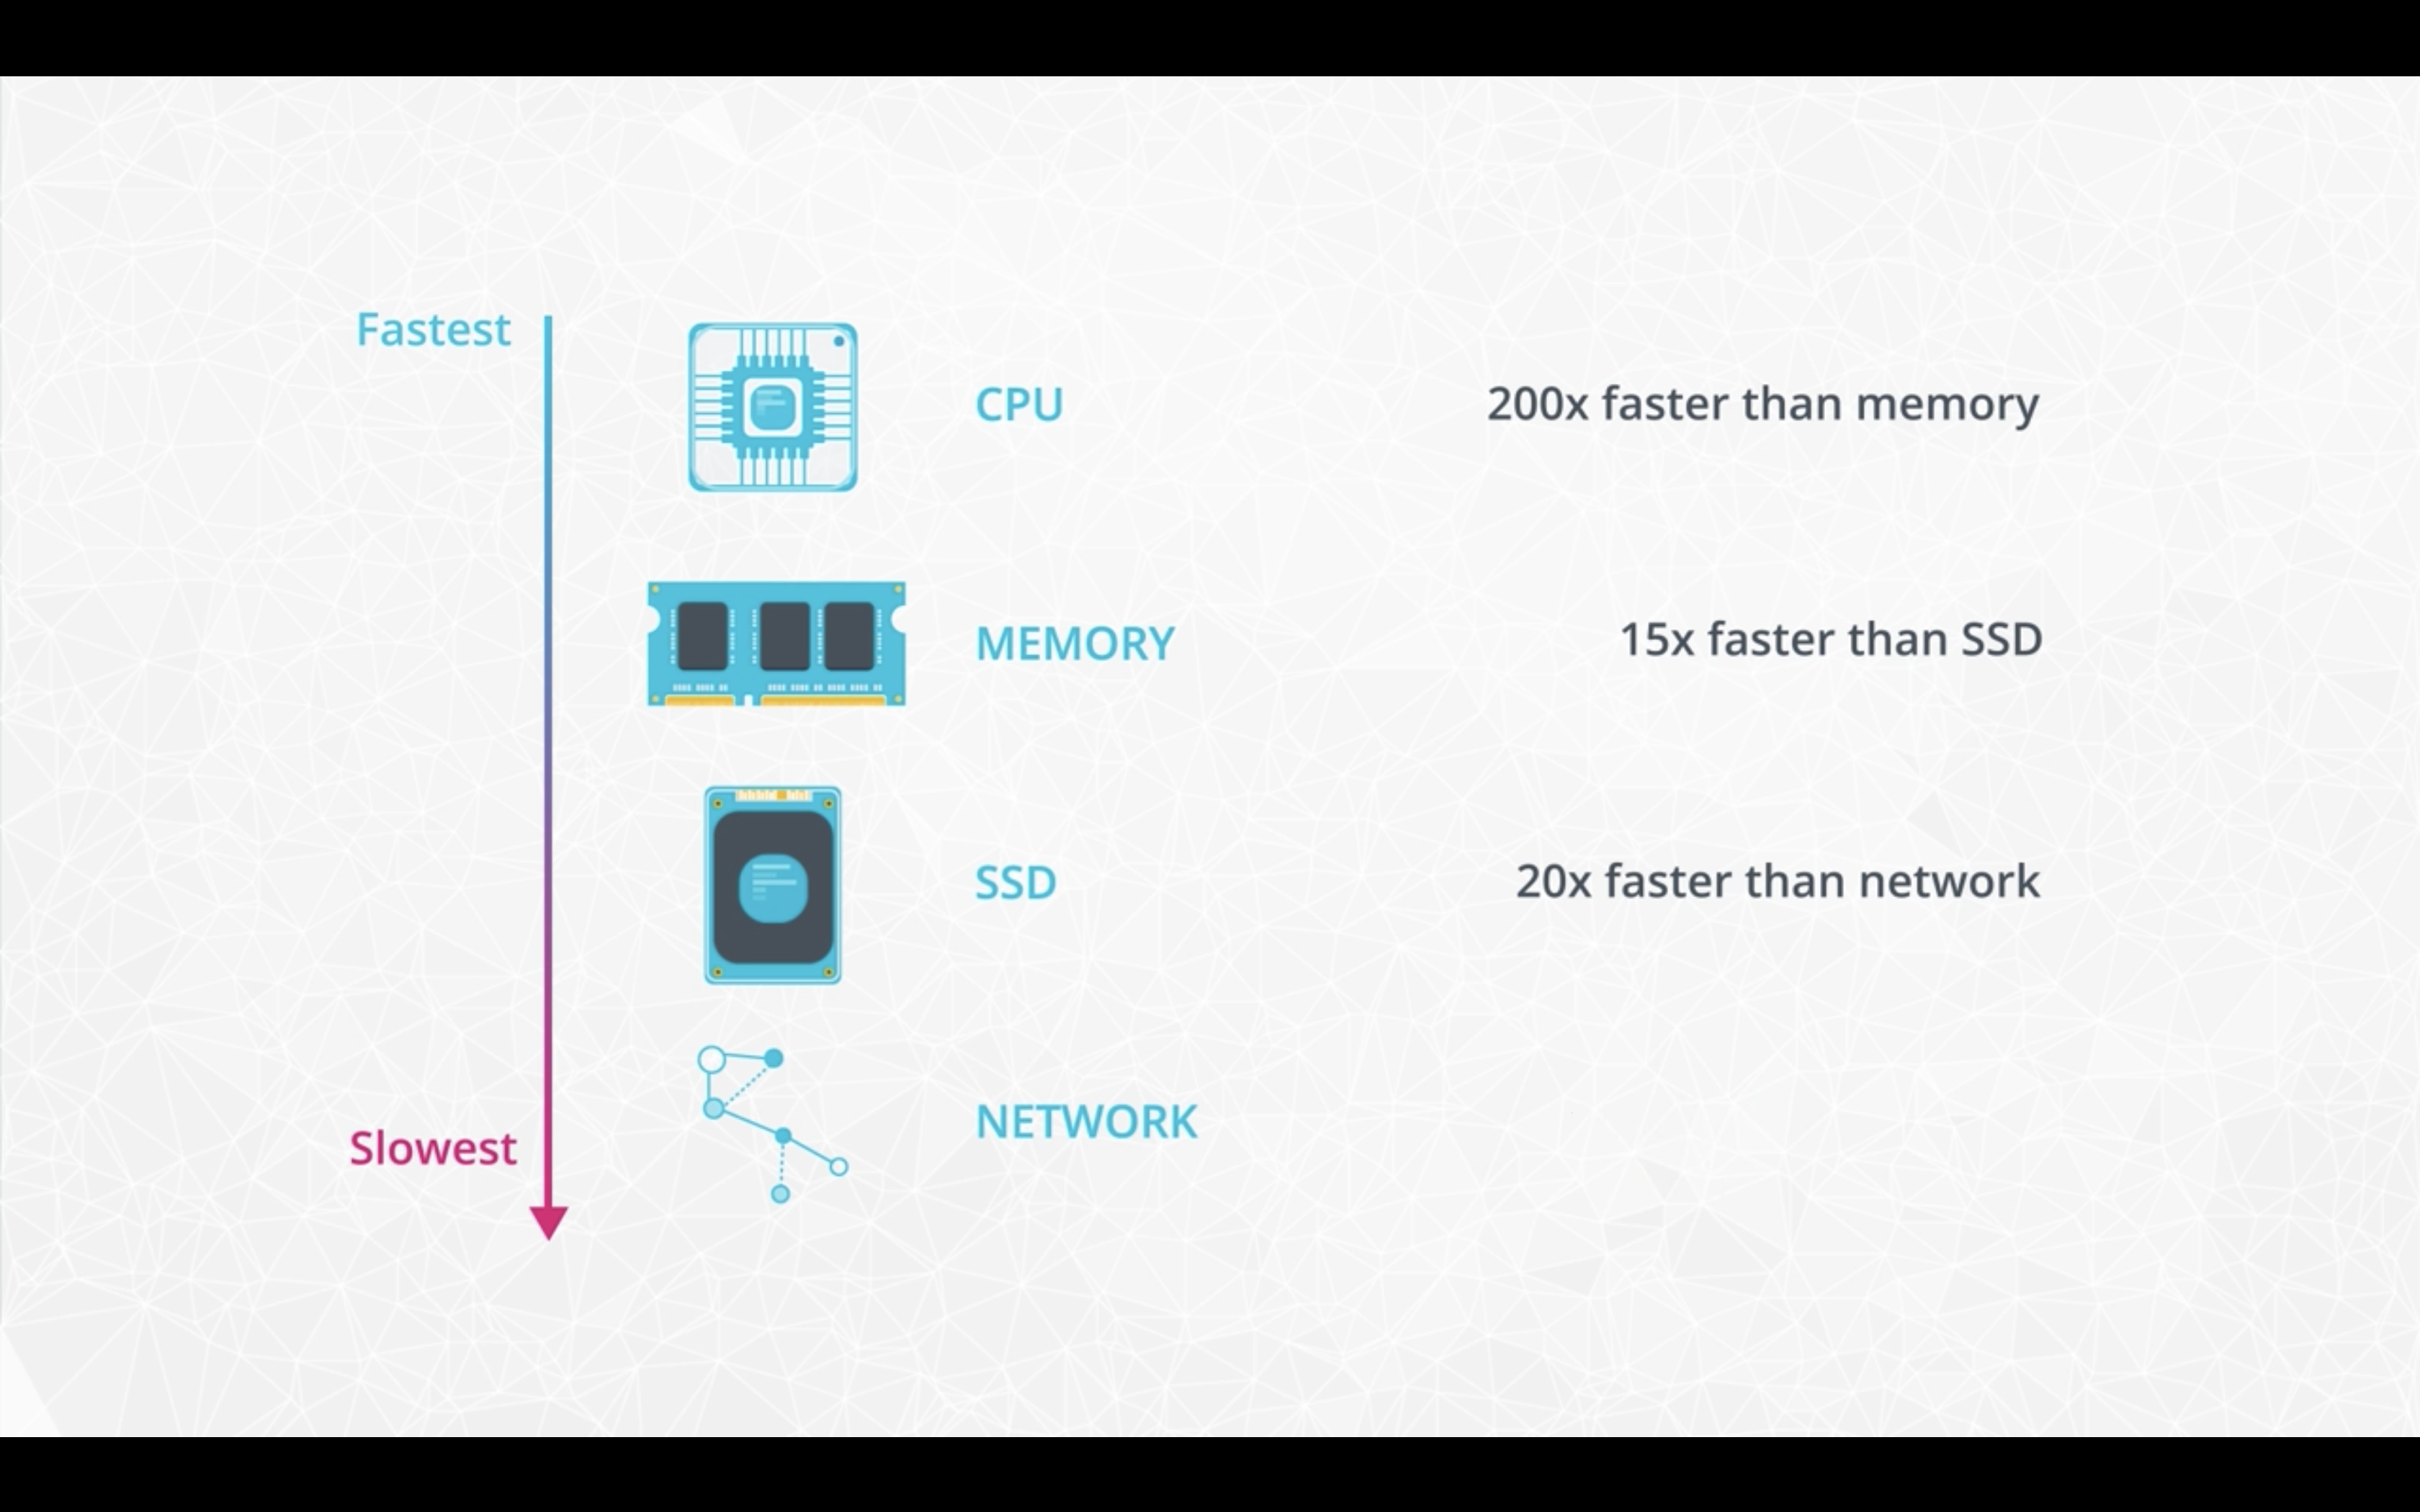 Fastest
CPU
200x faster than memory
MEMORY
15x faster than SSD
SSD
20x faster than network
NETWORK
Slowest